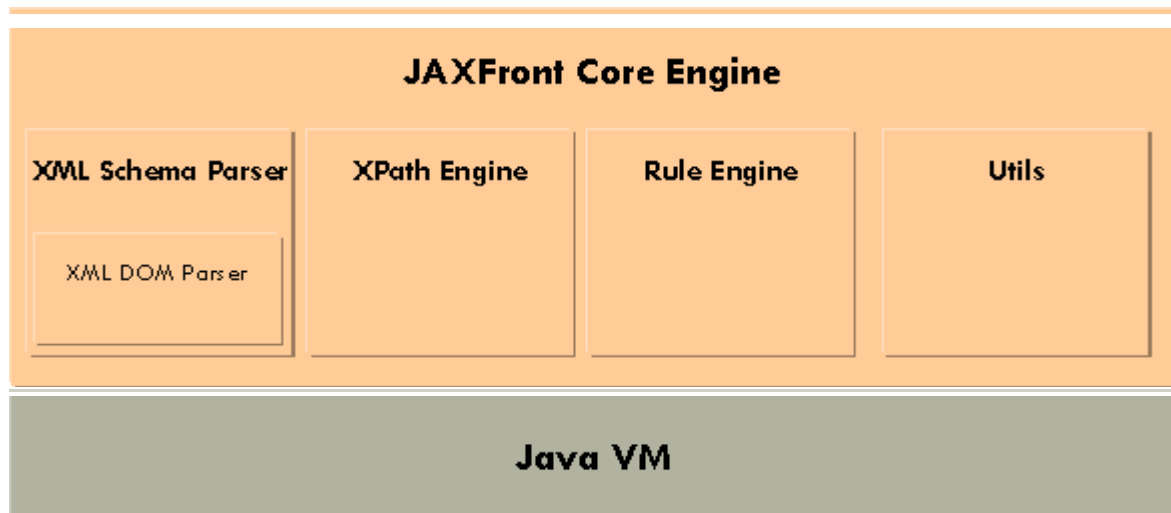 JAXFront Core Engine
XML Schema Parser
XPath Engine
Rule Engine
Utils
XML DOM Parser
Java VM